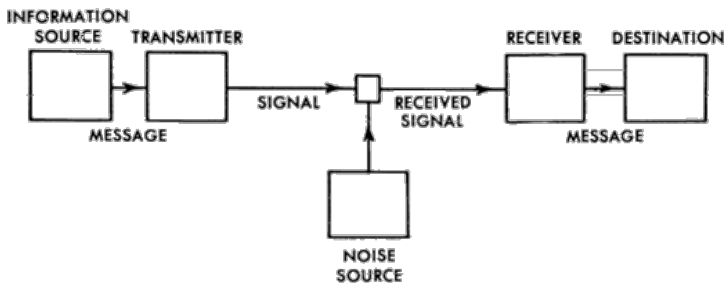 INFORMATION
SOURCE
TRANSMITTER
RECEIVER
DESTINATION
SIGNAL
RECEIVED
SIGNAL
MESSAGE
MESSAGE
NOISE
SOURCE